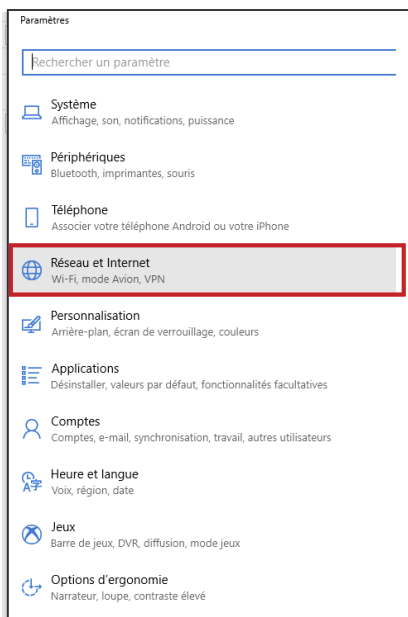 Paramètres
Rechercher un paramètre
Système
Affichage, son, notifications, puissance
Périphériques
Bluetooth, imprimantes, souris
Téléphone
Associer votre téléphone Android ou votre iPhone
Réseau et Internet
Wi-Fi, mode Avion, VPN
Personnalisation
Arrière-plan, écran de verrouillage, couleurs
Applications
Désinstaller, valeurs par défaut, fonctionnalités facultatives
Comptes
Comptes, e-mail, synchronisation, travail, autres utilisateurs
Heure et langue
Voix, région, date
Jeux
Barre de jeux, DVR, diffusion, mode jeux
Options d’ergonomie
Narrateur, loupe, contraste élevé